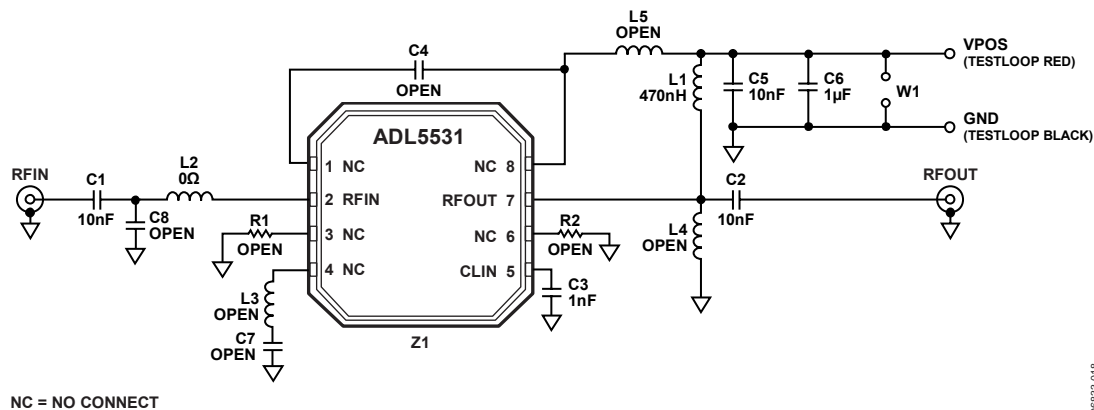 L5
OPEN
C4
OPEN
VPOS
(TESTLOOP RED)
L1
470nH
C5
10nF
C6
1µF
W1
GND
(TESTLOOP BLACK)
ADL5531
1 NC
NC 8
RFIN
C1
10nF
L2
0Ω
2 RFIN
RFOUT 7
C2
10nF
RFOUT
C8
OPEN
R1
OPEN
3 NC
NC 6
R2
OPEN
L4
OPEN
4 NC
CLIN 5
C3
1nF
L3
OPEN
C7
OPEN
Z1
NC = NO CONNECT